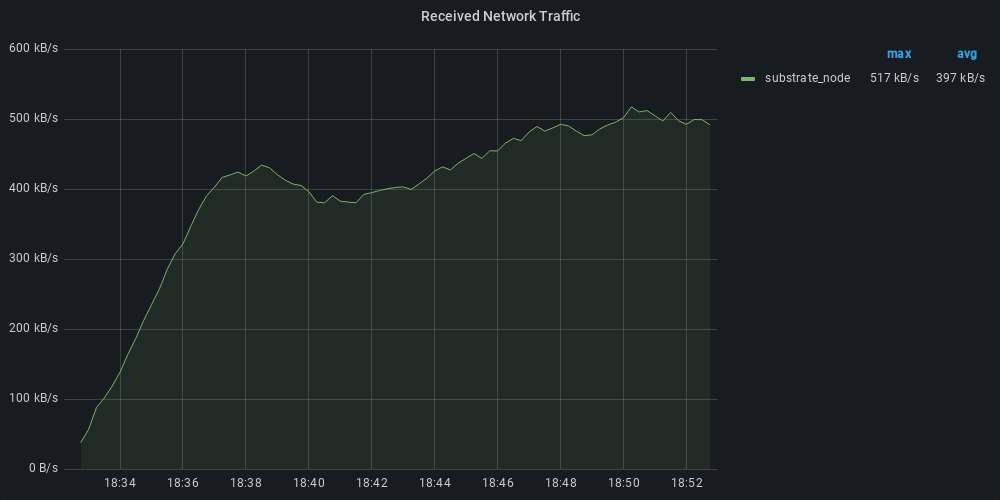 Received Network Traffic
600 kB/s
500 kB/s
400 kB/s
300 kB/s
200 kB/s
100 kB/s
0 B/s
18:34 18:36 18:38 18:40 18:42 18:44 18:46 18:48 18:50 18:52
max avg
substrate_node 517 kB/s 397 kB/s